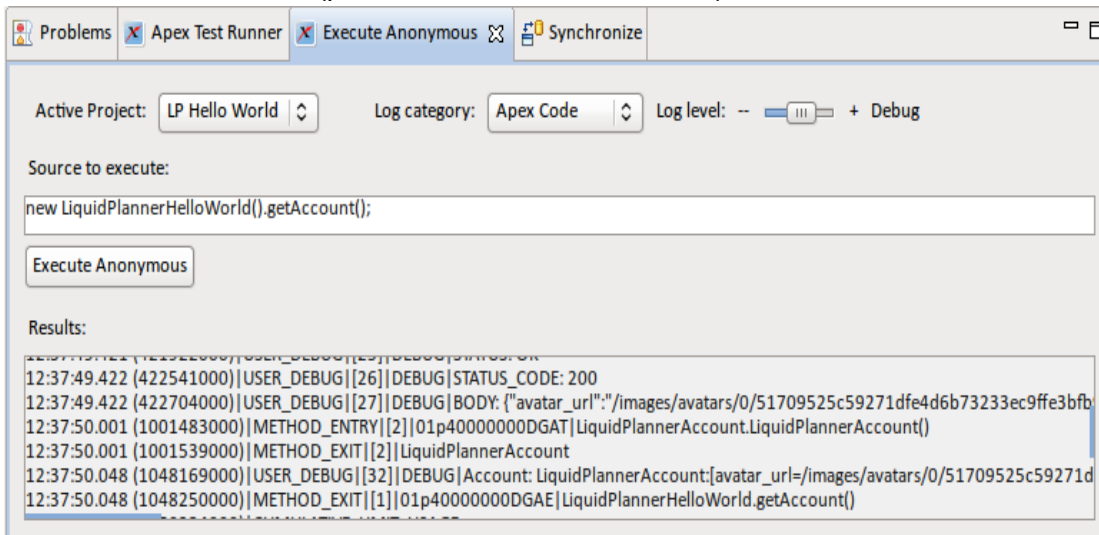 Problems Apex Test Runner Execute Anonymous Synchronize
Active Project: LP Hello World Log category: Apex Code Log level: -- + Debug
Source to execute:
new LiquidPlannerHelloWorld().getAccount();
Execute Anonymous
Results:
12:37:49.422 (422541000)|USER_DEBUG|[26]|DEBUG|STATUS_CODE: 200
12:37:49.422 (422704000)|USER_DEBUG|[27]|DEBUG|BODY: {"avatar_url":"/images/avatars/0/51709525c59271dfe4d6b73233ec9ffe3bfb
12:37:50.001 (1001483000)|METHOD_ENTRY|[2]|01p40000000DGAT|LiquidPlannerAccount.LiquidPlannerAccount()
12:37:50.001 (1001539000)|METHOD_EXIT|[2]|LiquidPlannerAccount
12:37:50.048 (1048169000)|USER_DEBUG|[32]|DEBUG|Account: LiquidPlannerAccount:[avatar_url=/images/avatars/0/51709525c59271d
12:37:50.048 (1048250000)|METHOD_EXIT|[1]|01p40000000DGAE|LiquidPlannerHelloWorld.getAccount()